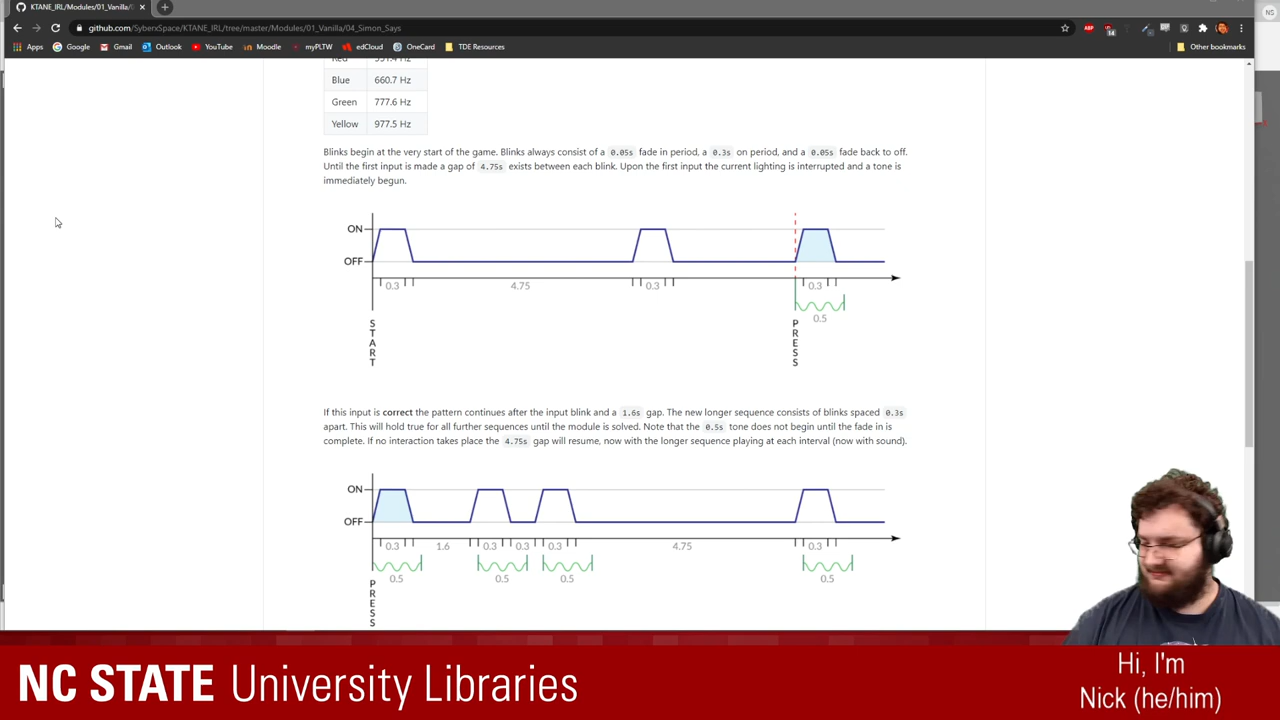 KTANE_IRL/Modules/01_Vanilla/0
NS
github.com/SyberxSpace/KTANE_IRL/tree/master/Modules/01_Vanilla/04_Simon_Says
Apps Google Gmail Outlook YouTube Moodle myPLTW edCloud OneCard TDE Resources Other bookmarks
Blue 660.7 Hz
Green 777.6 Hz
Yellow 977.5 Hz
Blinks begin at the very start of the game. Blinks always consist of a 0.05s fade in period, a 0.3s on period, and a 0.05s fade back to off.
Until the first input is made a gap of 4.75s exists between each blink. Upon the first input the current lighting is interrupted and a tone is
immediately begun.
ON
OFF
0.3 4.75 0.3 0.3
0.5
START
PRESS
If this input is correct the pattern continues after the input blink and a 1.6s gap. The new longer sequence consists of blinks spaced 0.3s
apart. This will hold true for all further sequences until the module is solved. Note that the 0.5s tone does not begin until the fade in is
complete. If no interaction takes place the 4.75s gap will resume, now with the longer sequence playing at each interval (now with sound).
ON
OFF
0.3 1.6 0.3 0.3 0.3 4.75 0.3
0.5 0.5 0.5 0.5
PRESS
NC STATE University Libraries
Hi, I'm
Nick (he/him)